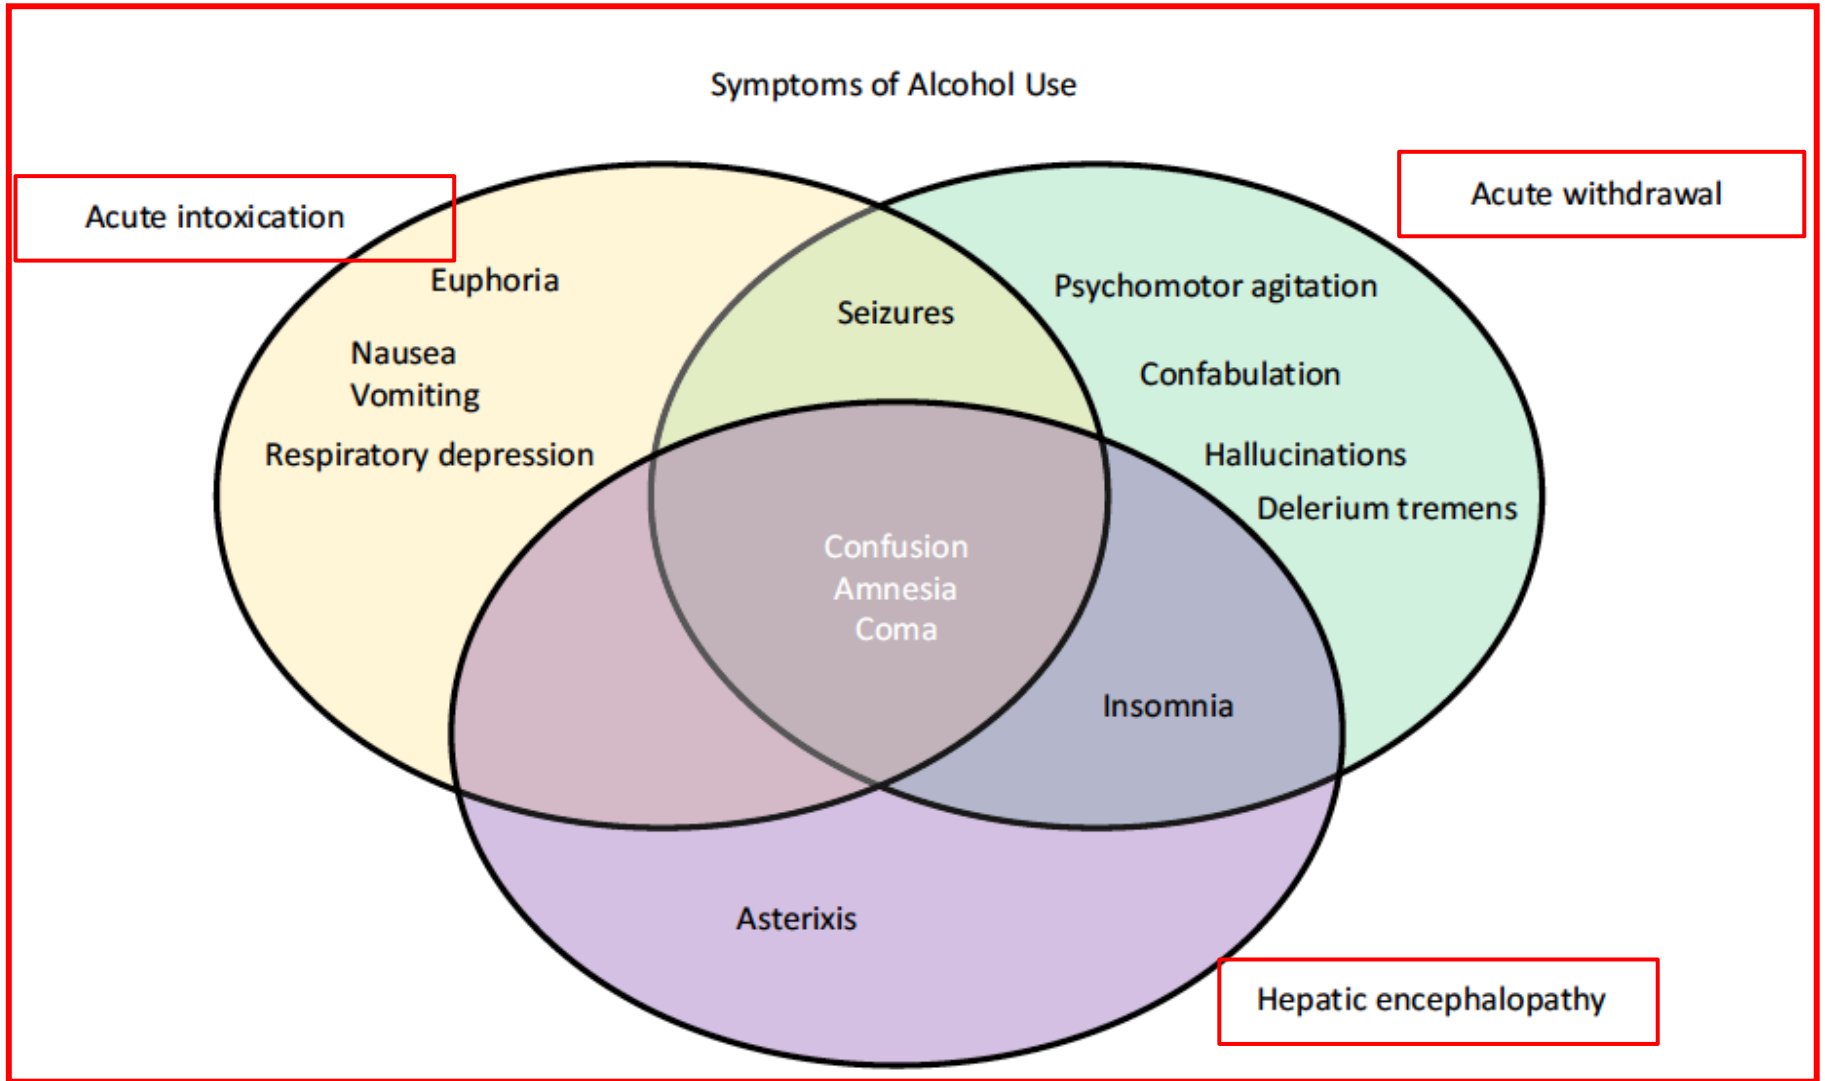 Symptoms of Alcohol Use
Acute intoxication
Acute withdrawal
Euphoria
Nausea
Vomiting
Respiratory depression
Seizures
Psychomotor agitation
Confabulation
Hallucinations
Delerium tremens
Confusion
Amnesia
Coma
Insomnia
Asterixis
Hepatic encephalopathy